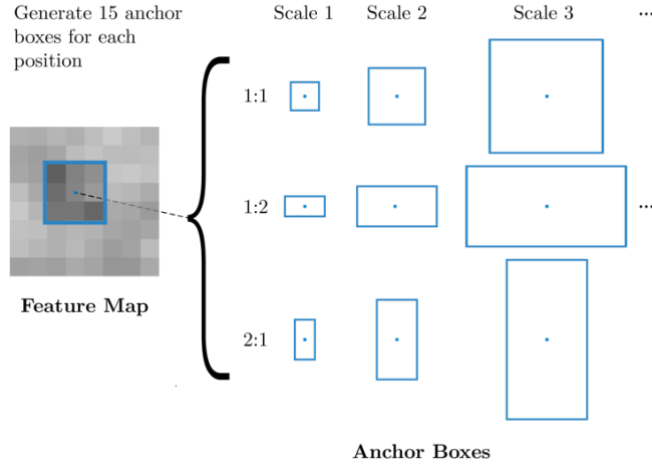 Generate 15 anchor
boxes for each
position
Scale 1 Scale 2 Scale 3 ...
1:1
1:2 ...
2:1
Feature Map
Anchor Boxes